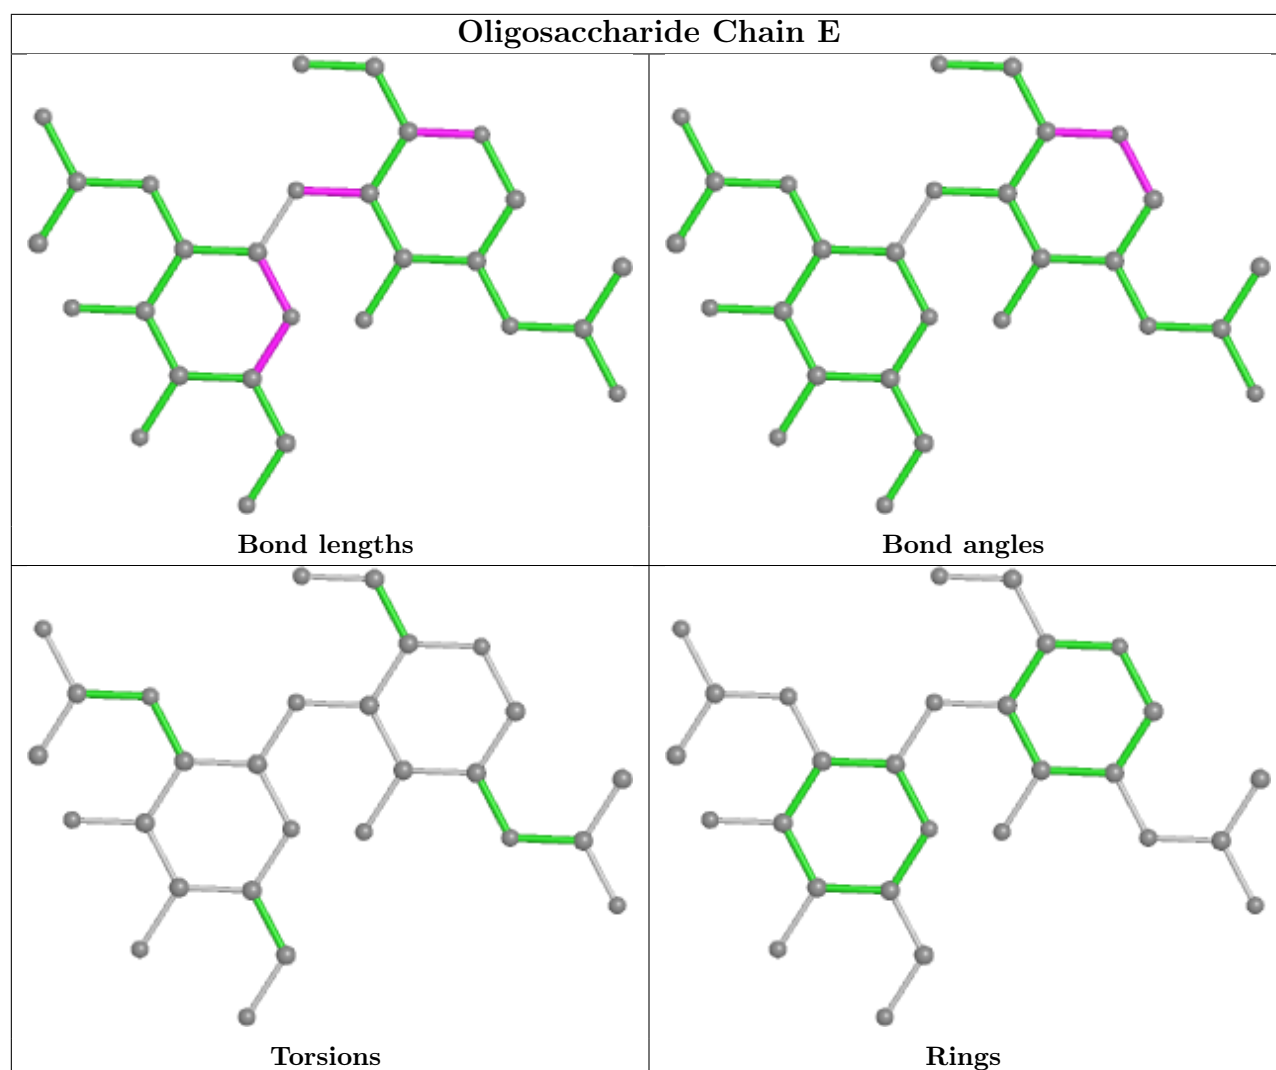 Oligosaccharide Chain E
Bond lengths
Bond angles
Torsions
Rings